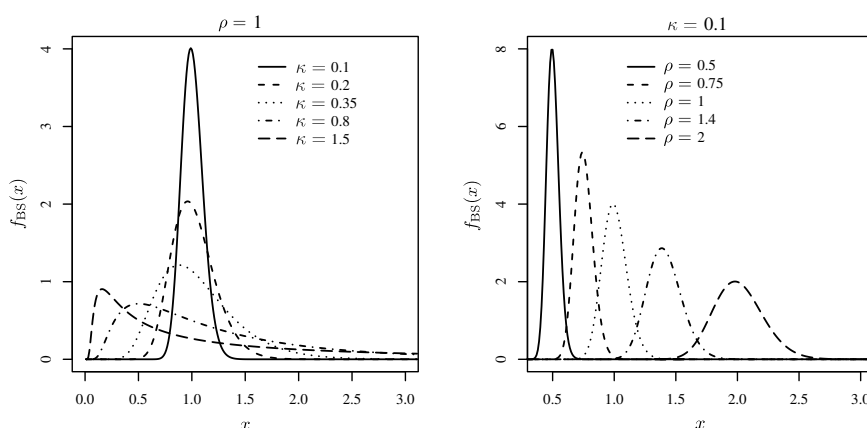 ρ = 1
f_BS(x)
4
3
2
1
0
κ = 0.1
κ = 0.2
κ = 0.35
κ = 0.8
κ = 1.5
0.0 0.5 1.0 1.5 2.0 2.5 3.0
x
κ = 0.1
f_BS(x)
8
6
4
2
0
ρ = 0.5
ρ = 0.75
ρ = 1
ρ = 1.4
ρ = 2
0.5 1.0 1.5 2.0 2.5 3.0
x